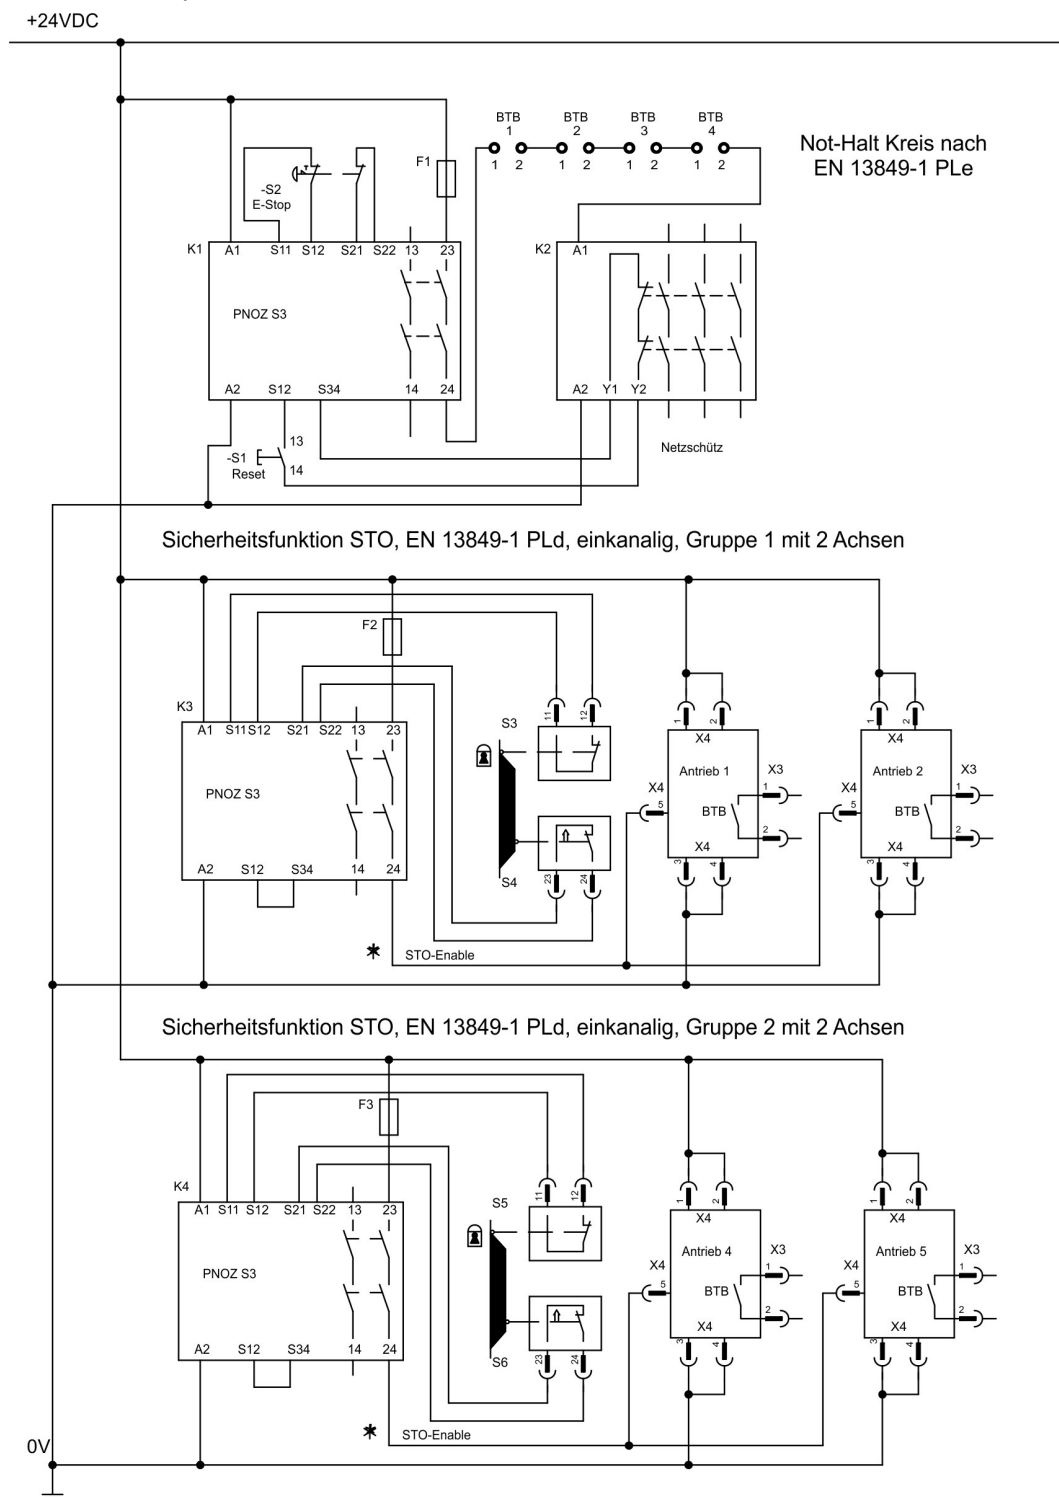 +24VDC
BTB 1
BTB 2
BTB 3
BTB 4
1 2 1 2 1 2 1 2
Not-Halt Kreis nach
EN 13849-1 PLe
F1
-S2
E-Stop
K1
A1 S11 S12 S21 S22 13 23
PNOZ S3
A2 S12 S34 14 24
K2
A1
A2 Y1 Y2
Netzschütz
-S1
Reset
13
14
Sicherheitsfunktion STO, EN 13849-1 PLd, einkanalig, Gruppe 1 mit 2 Achsen
F2
K3
A1 S11 S12 S21 S22 13 23
PNOZ S3
A2 S12 S34 14 24
S3
11 12
S4
23 24
* STO-Enable
1 2
X4
Antrieb 1
X3
X4
5
1
BTB
2
X4
3 4
1 2
X4
Antrieb 2
X3
X4
5
1
BTB
2
X4
3 4
Sicherheitsfunktion STO, EN 13849-1 PLd, einkanalig, Gruppe 2 mit 2 Achsen
F3
K4
A1 S11 S12 S21 S22 13 23
PNOZ S3
A2 S12 S34 14 24
S5
11 12
S6
23 24
* STO-Enable
1 2
X4
Antrieb 4
X3
X4
5
1
BTB
2
X4
3 4
1 2
X4
Antrieb 5
X3
X4
5
1
BTB
2
X4
3 4
0V